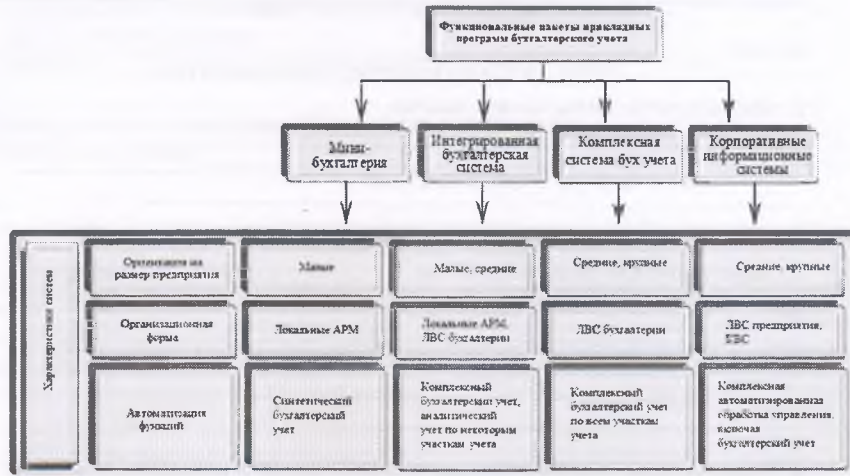 Функциональные пакеты прикладных
программ бухгалтерского учета
Мини-
бухгалтерия
Интегрированная
бухгалтерская
система
Комплексная
система бух учета
Корпоративные
информационные
системы
Характеристики систем
размер предприятия
Малые
Малые, средние
Средние, крупные
Средние, крупные
Организационная
форма
Локальные АРМ
Локальные АРМ,
ЛВС бухгалтерии
ЛВС бухгалтерии
ЛВС предприятия,
Автоматизация
функций
Синтетический
бухгалтерский
учет
Комплексный
бухгалтерский учет,
аналитический
учет по некоторым
участкам учета
Комплексный
бухгалтерский учет
по всем участкам
учета
Комплексная
автоматизированная
обработка управления,
включая
бухгалтерский учет